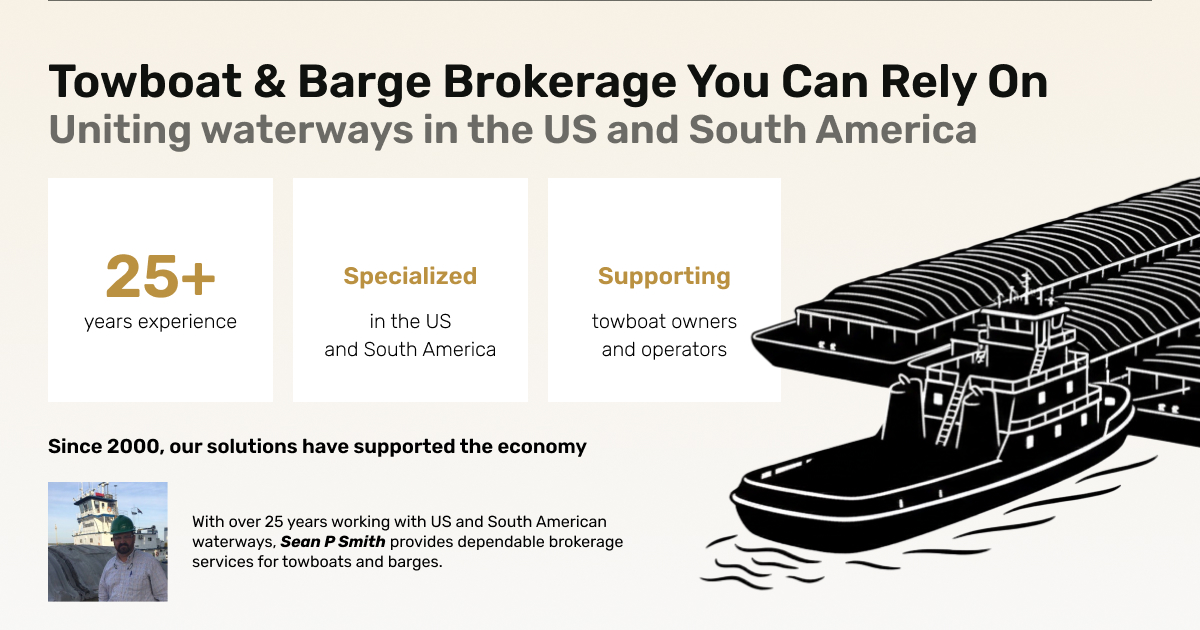 Towboat & Barge Brokerage You Can Rely On
Uniting waterways in the US and South America
25+
years experience
Specialized
in the US
and South America
Supporting
towboat owners
and operators
Since 2000, our solutions have supported the economy
With over 25 years working with US and South American
waterways, Sean P Smith provides dependable brokerage
services for towboats and barges.